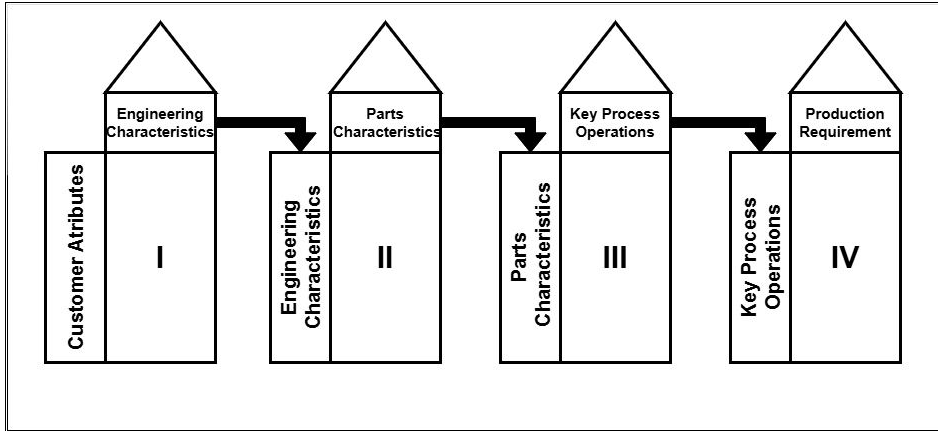 Engineering
Characteristics
Parts
Characteristics
Key Process
Operations
Production
Requirement
Customer Atributes
I
Engineering
Characteristics
II
Parts
Characteristics
III
Key Process
Operations
IV